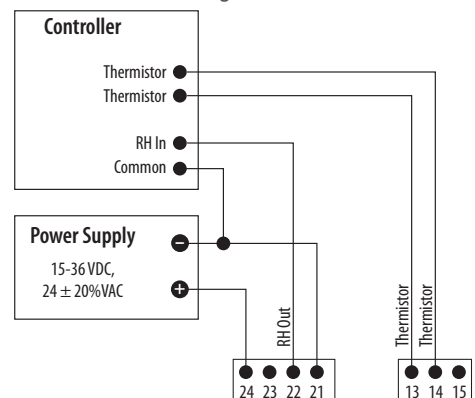 Controller
Thermistor
Thermistor
RH In
Common
Power Supply
15-36 VDC,
24 ± 20%VAC
RH Out
Thermistor
Thermistor
24 23 22 21
13 14 15